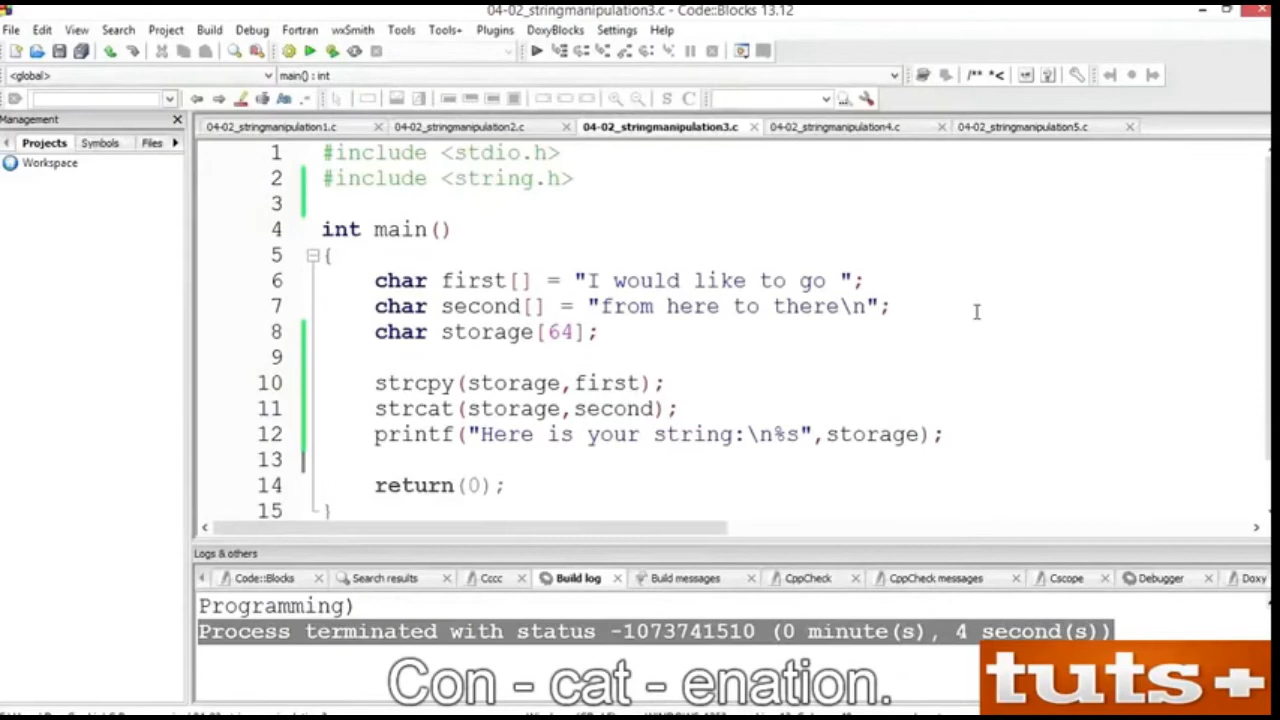 04-02_stringmanipulation3.c - Code::Blocks 13.12
File Edit View Search Project Build Debug Fortran wxSmith Tools Tools+ Plugins DoxyBlocks Settings Help
<global> main() : int
Management
04-02_stringmanipulation1.c 04-02_stringmanipulation2.c 04-02_stringmanipulation3.c 04-02_stringmanipulation4.c 04-02_stringmanipulation5.c
Projects Symbols Files
Workspace
1 #include <stdio.h>
2 #include <string.h>
3
4 int main()
5 {
6 char first[] = "I would like to go ";
7 char second[] = "from here to there\n";
8 char storage[64];
9
10 strcpy(storage,first);
11 strcat(storage,second);
12 printf("Here is your string:\n%s",storage);
13
14 return(0);
15 }
Logs & others
Code::Blocks Search results Cccc Build log Build messages CppCheck CppCheck messages Cscope Debugger Doxy
Programming)
Process terminated with status -1073741510 (0 minute(s), 4 second(s))
Con - cat - enation.
tuts+